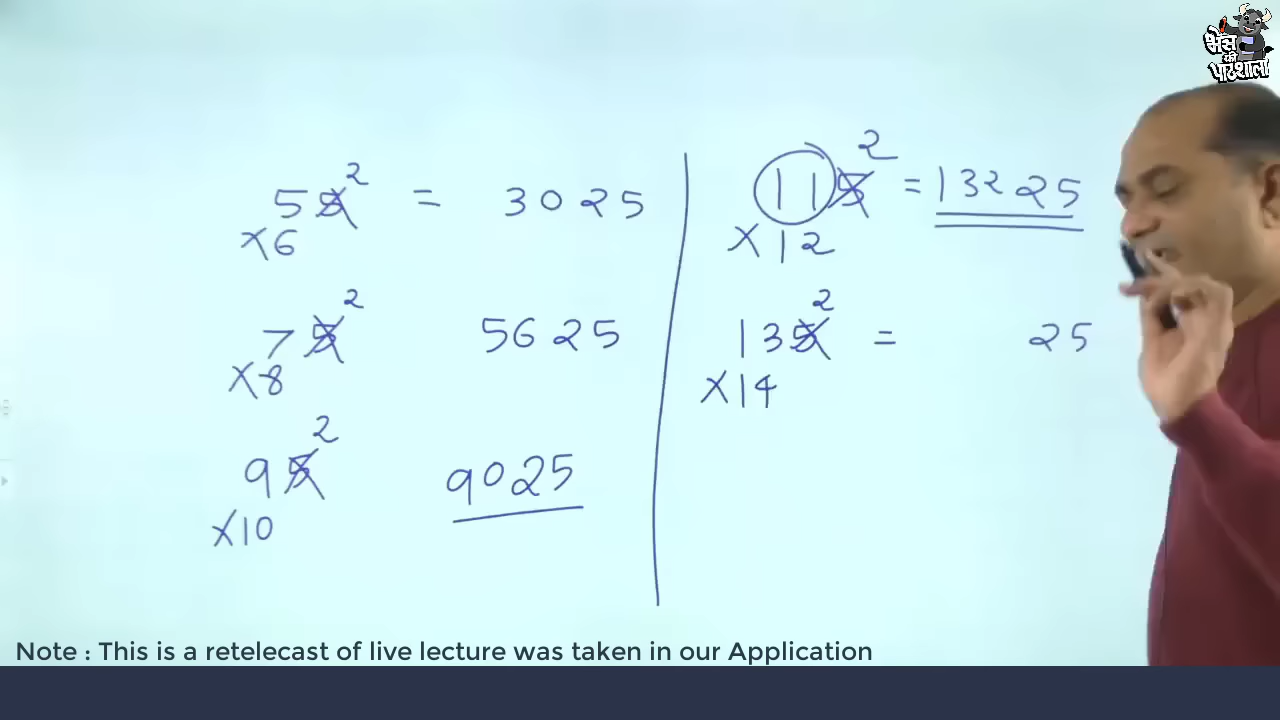 भैंस
की
पाठशाला
55² = 3025
×6
75² 5625
×8
95² 9025
×10
115² = 13225
×12
135² = 25
×14
Note : This is a retelecast of live lecture was taken in our Application